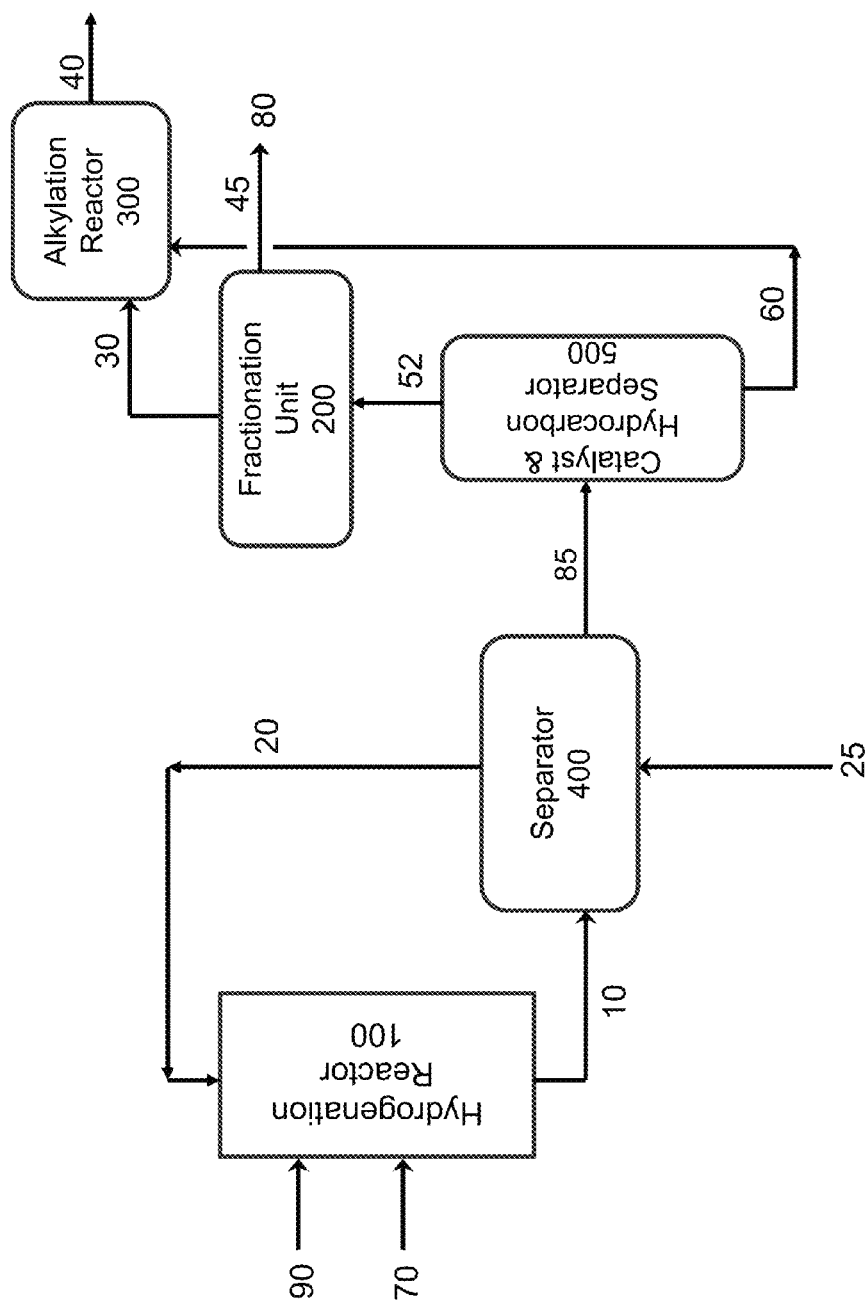 40
Alkylation
Reactor
300
30
45
80
Fractionation
Unit
200
52
60
Catalyst &
Hydrocarbon
Separator
500
85
20
Separator
400
25
10
Hydrogenation
Reactor
100
90
70